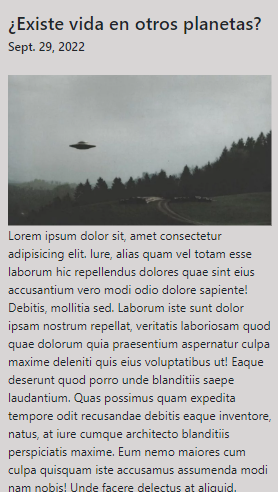 ¿Existe vida en otros planetas?
Sept. 29, 2022
Lorem ipsum dolor sit, amet consectetur
adipisicing elit. Iure, alias quam vel totam esse
laborum hic repellendus dolores quae sint eius
accusantium vero modi odio dolore sapiente!
Debitis, mollitia sed. Laborum iste sunt dolor
ipsam nostrum repellat, veritatis laboriosam quod
quae dolorum quia praesentium aspernatur culpa
maxime deleniti quis eius voluptatibus ut! Eaque
deserunt quod porro unde blanditiis saepe
laudantium. Quas possimus quam expedita
tempore odit recusandae debitis eaque inventore,
natus, at iure cumque architecto blanditiis
perspiciatis maxime. Eum nemo maiores cum
culpa quisquam iste accusamus assumenda modi
nam nobis! Unde facere delectus at aliquid.